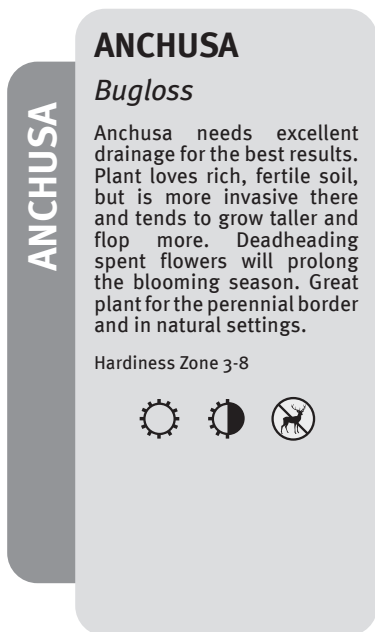 ANCHUSA
ANCHUSA
Bugloss
Anchusa needs excellent
drainage for the best results.
Plant loves rich, fertile soil,
but is more invasive there
and tends to grow taller and
flop more. Deadheading
spent flowers will prolong
the blooming season. Great
plant for the perennial border
and in natural settings.
Hardiness Zone 3-8